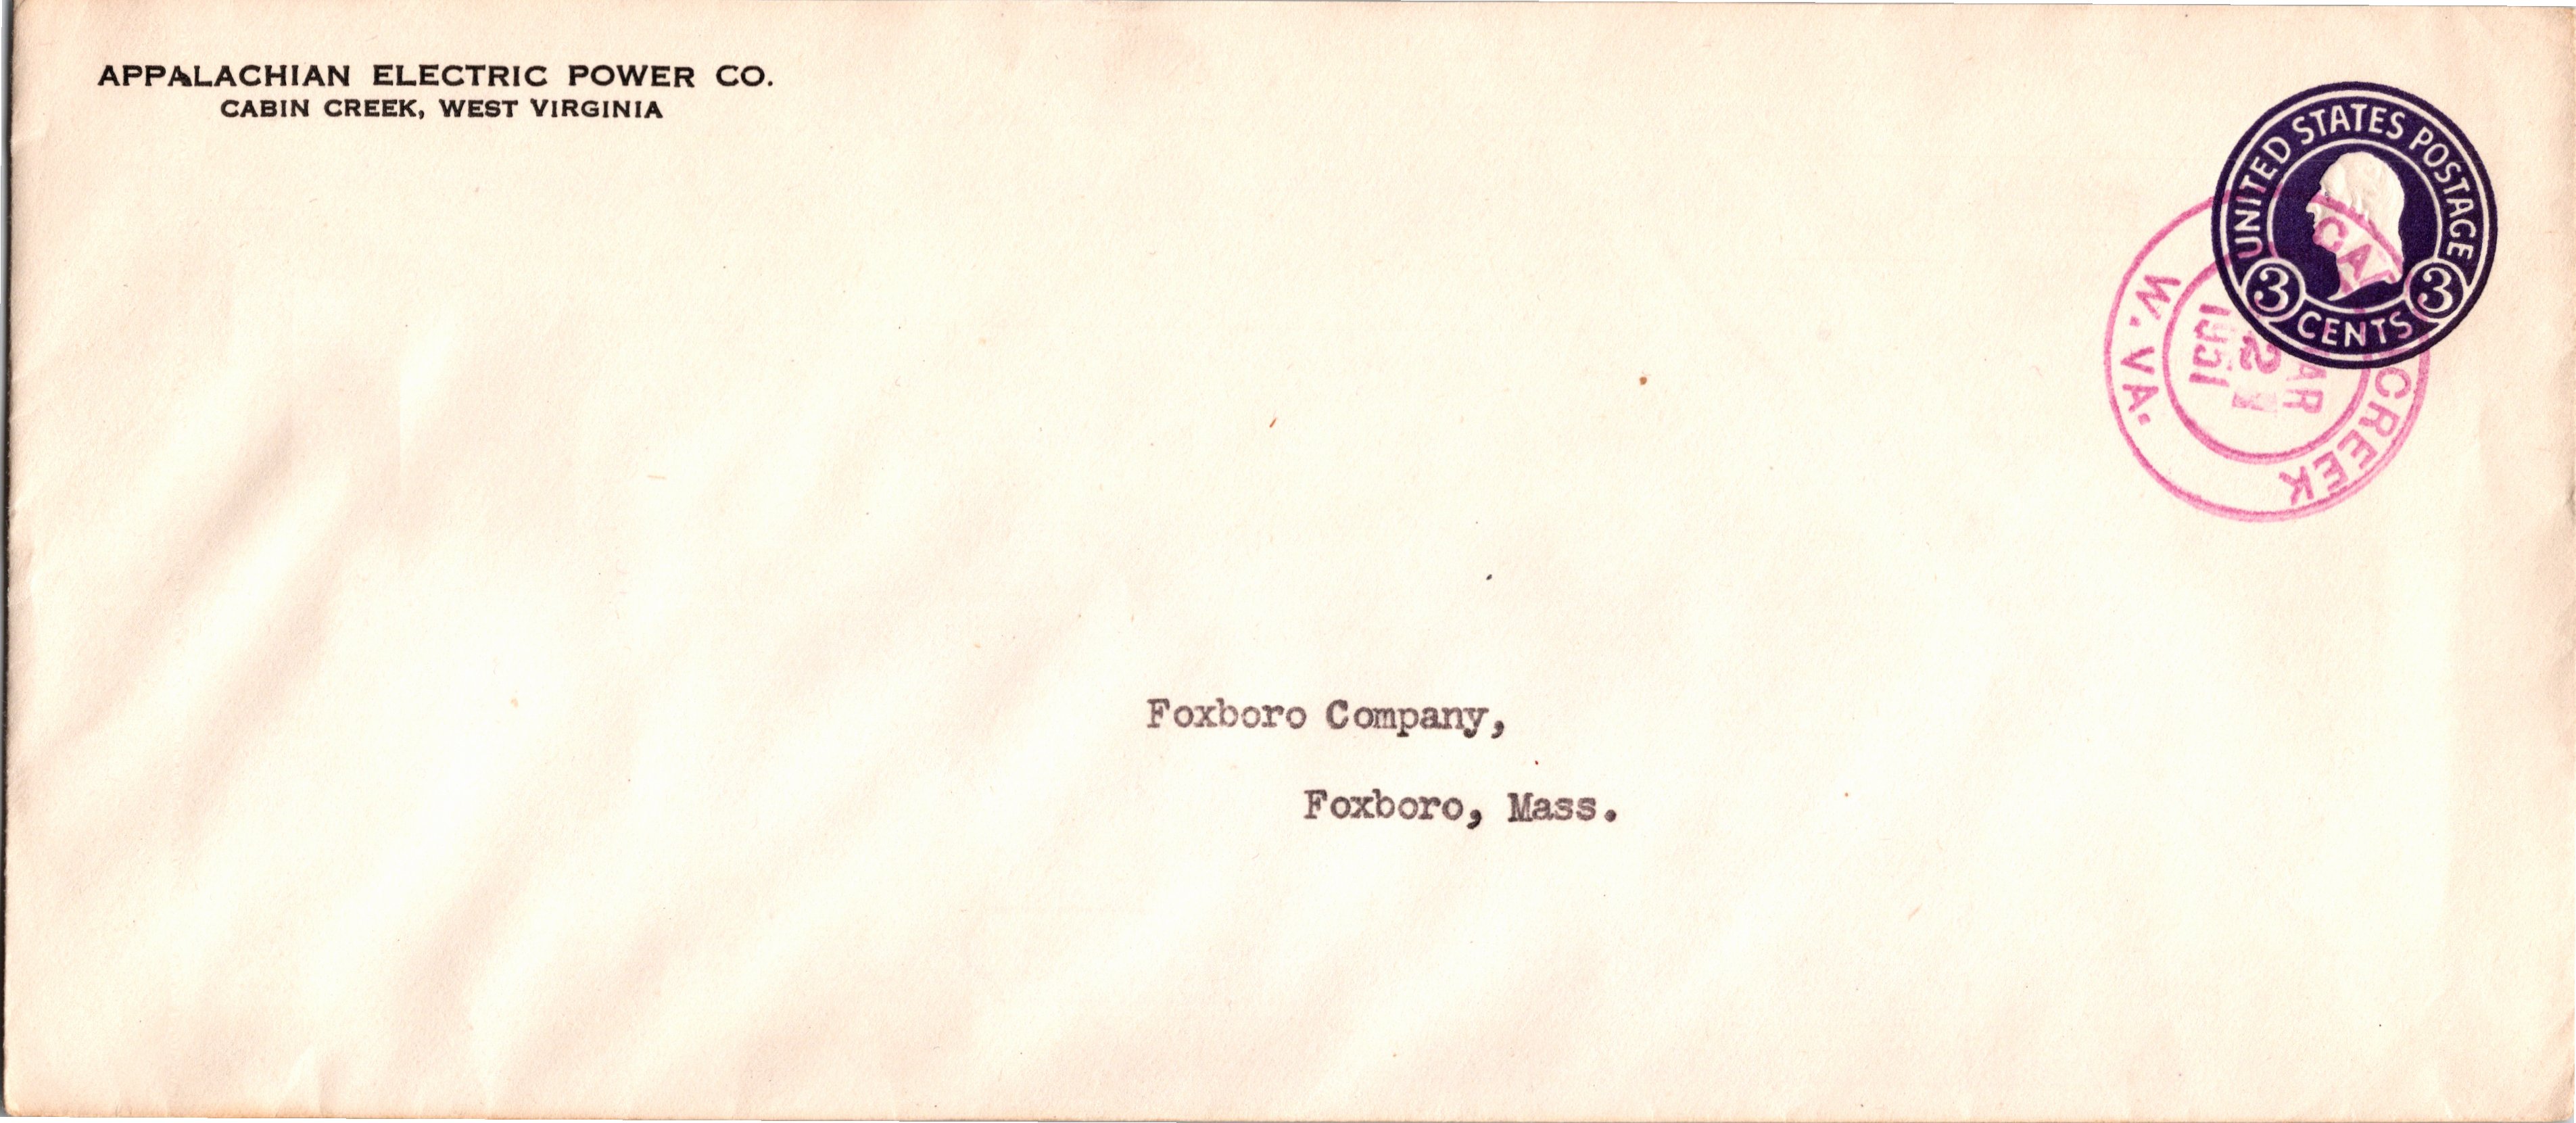 APPALACHIAN ELECTRIC POWER CO.
CABIN CREEK, WEST VIRGINIA
UNITED STATES POSTAGE
3 CENTS 3
CREEK
W. VA.
1951
Foxboro Company,
Foxboro, Mass.